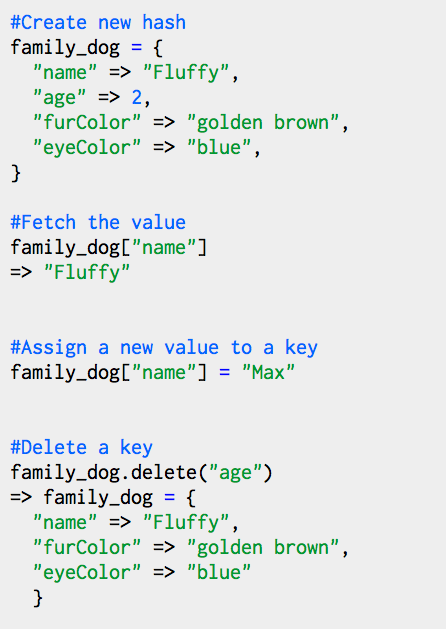 #Create new hash
family_dog = {
  "name" => "Fluffy",
  "age" => 2,
  "furColor" => "golden brown",
  "eyeColor" => "blue",
}
#Fetch the value
family_dog["name"]
=> "Fluffy"
#Assign a new value to a key
family_dog["name"] = "Max"
#Delete a key
family_dog.delete("age")
=> family_dog = {
  "name" => "Fluffy",
  "furColor" => "golden brown",
  "eyeColor" => "blue"
  }